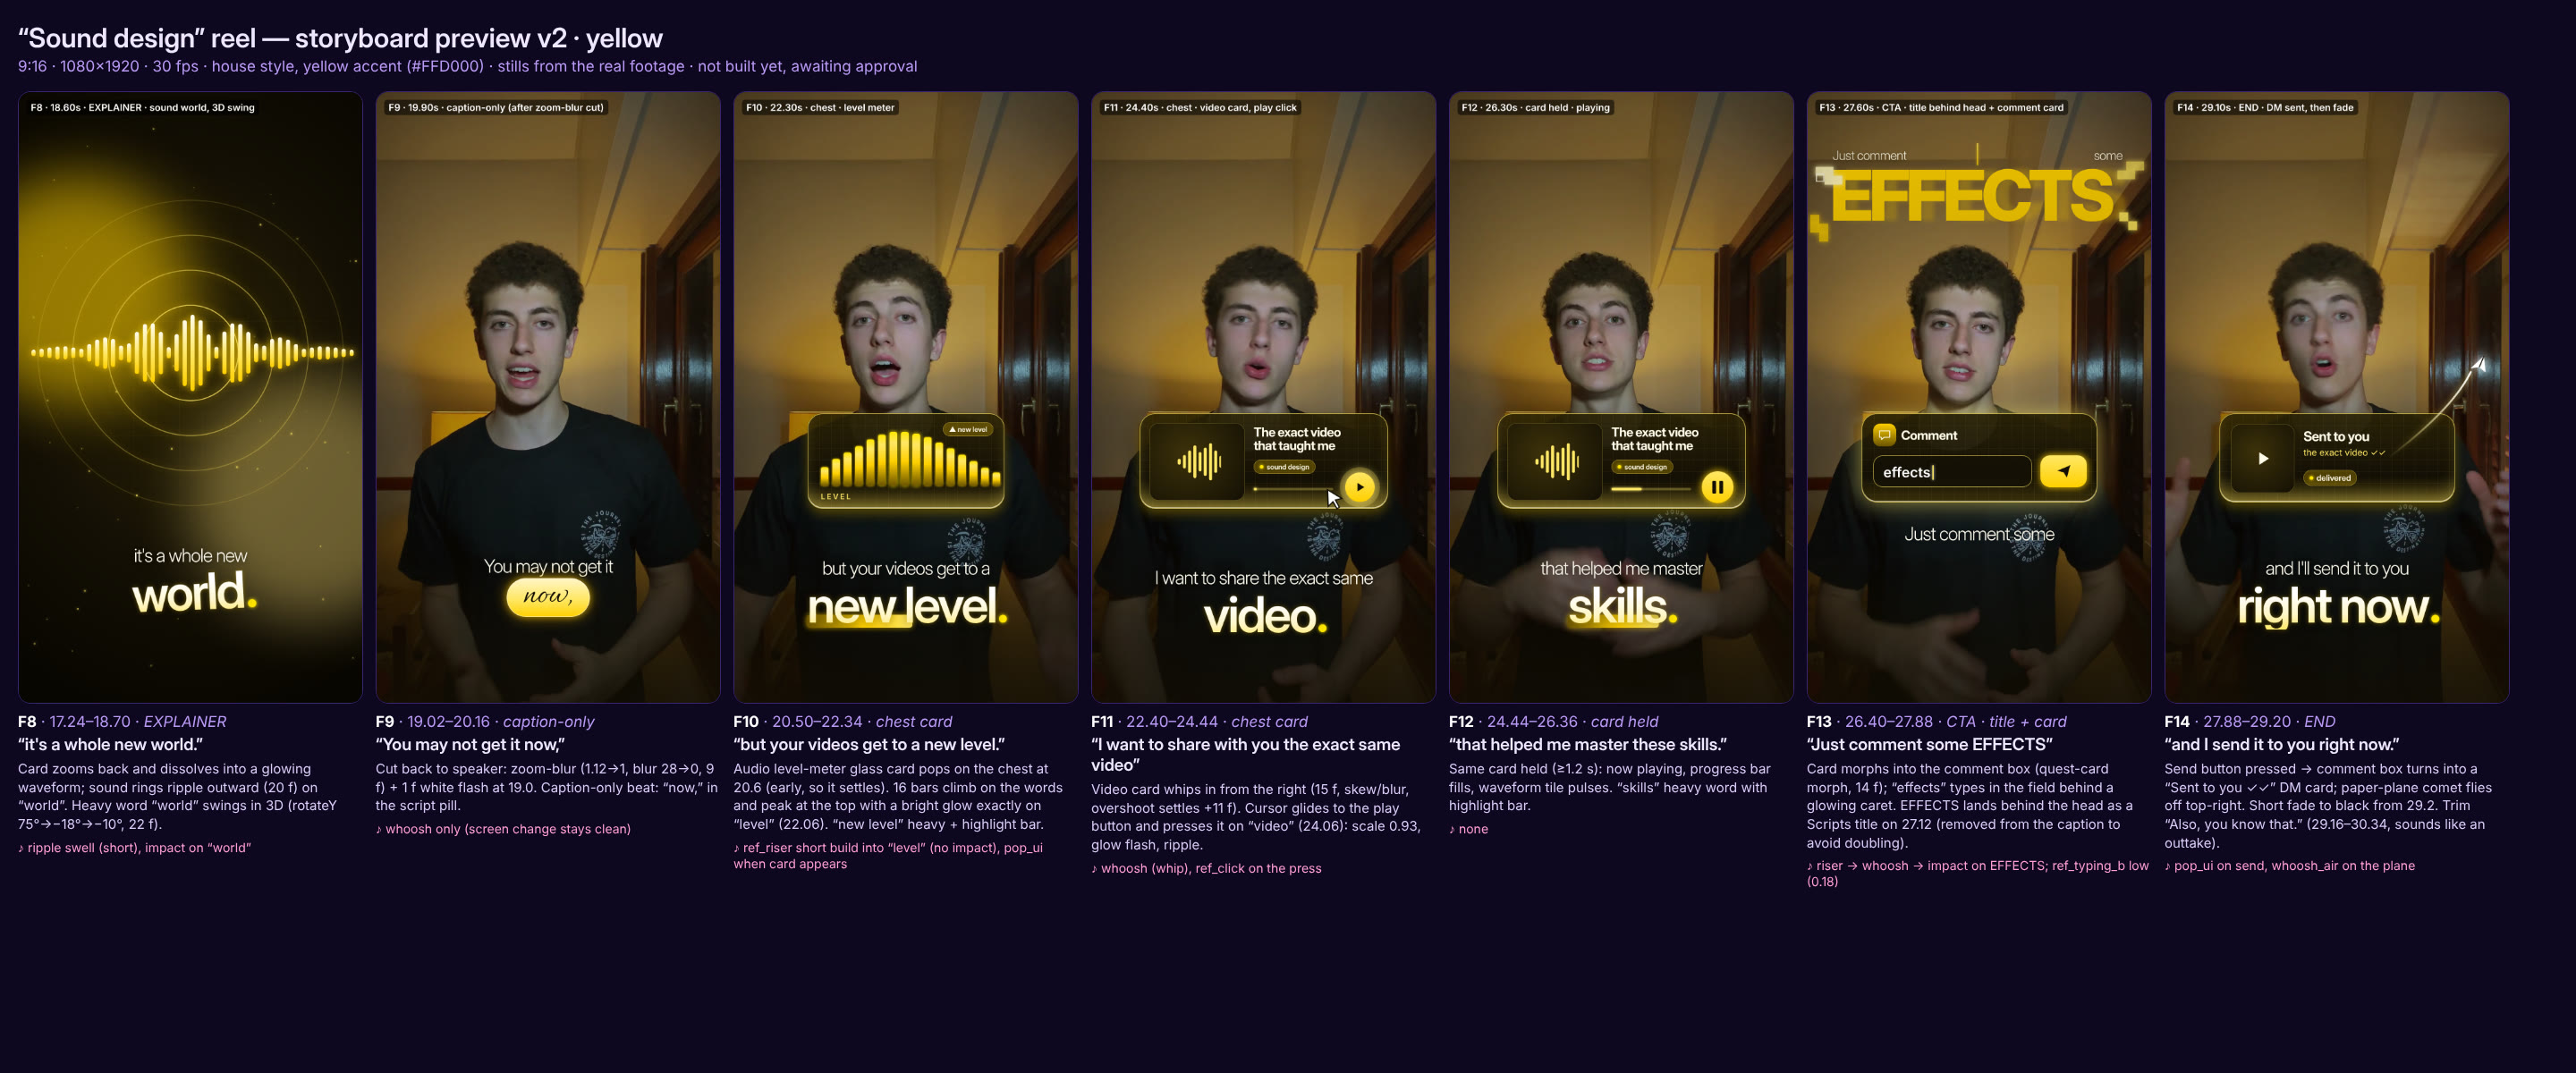 “Sound design” reel — storyboard preview v2 · yellow
9:16 · 1080×1920 · 30 fps · house style, yellow accent (#FFD000) · stills from the real footage · not built yet, awaiting approval
F8 · 18.60s · EXPLAINER · sound world, 3D swing
it's a whole new
world.
F8 · 17.24–18.70 · EXPLAINER
“it's a whole new world.”
Card zooms back and dissolves into a glowing
waveform; sound rings ripple outward (20 f) on
“world”. Heavy word “world” swings in 3D (rotateY
75°→−18°→−10°, 22 f).
♪ ripple swell (short), impact on “world”
F9 · 19.90s · caption-only (after zoom-blur cut)
You may not get it
now,
F9 · 19.02–20.16 · caption-only
“You may not get it now,”
Cut back to speaker: zoom-blur (1.12→1, blur 28→0, 9
f) + 1 f white flash at 19.0. Caption-only beat: “now,” in
the script pill.
♪ whoosh only (screen change stays clean)
F10 · 22.30s · chest · level meter
▲ new level
LEVEL
but your videos get to a
new level.
F10 · 20.50–22.34 · chest card
“but your videos get to a new level.”
Audio level-meter glass card pops on the chest at
20.6 (early, so it settles). 16 bars climb on the words
and peak at the top with a bright glow exactly on
“level” (22.06). “new level” heavy + highlight bar.
♪ ref_riser short build into “level” (no impact), pop_ui
when card appears
F11 · 24.40s · chest · video card, play click
The exact video
that taught me
sound design
I want to share the exact same
video.
F11 · 22.40–24.44 · chest card
“I want to share with you the exact same
video”
Video card whips in from the right (15 f, skew/blur,
overshoot settles +11 f). Cursor glides to the play
button and presses it on “video” (24.06): scale 0.93,
glow flash, ripple.
♪ whoosh (whip), ref_click on the press
F12 · 26.30s · card held · playing
The exact video
that taught me
sound design
that helped me master
skills.
F12 · 24.44–26.36 · card held
“that helped me master these skills.”
Same card held (≥1.2 s): now playing, progress bar
fills, waveform tile pulses. “skills” heavy word with
highlight bar.
♪ none
F13 · 27.60s · CTA · title behind head + comment card
Just comment some
EFFECTS
Comment
effects
Just comment some
F13 · 26.40–27.88 · CTA · title + card
“Just comment some EFFECTS”
Card morphs into the comment box (quest-card
morph, 14 f); “effects” types in the field behind a
glowing caret. EFFECTS lands behind the head as a
Scripts title on 27.12 (removed from the caption to
avoid doubling).
♪ riser → whoosh → impact on EFFECTS; ref_typing_b low
(0.18)
F14 · 29.10s · END · DM sent, then fade
Sent to you
the exact video ✓✓
delivered
and I'll send it to you
right now.
F14 · 27.88–29.20 · END
“and I send it to you right now.”
Send button pressed → comment box turns into a
“Sent to you ✓✓” DM card; paper-plane comet flies
off top-right. Short fade to black from 29.2. Trim
“Also, you know that.” (29.16–30.34, sounds like an
outtake).
♪ pop_ui on send, whoosh_air on the plane